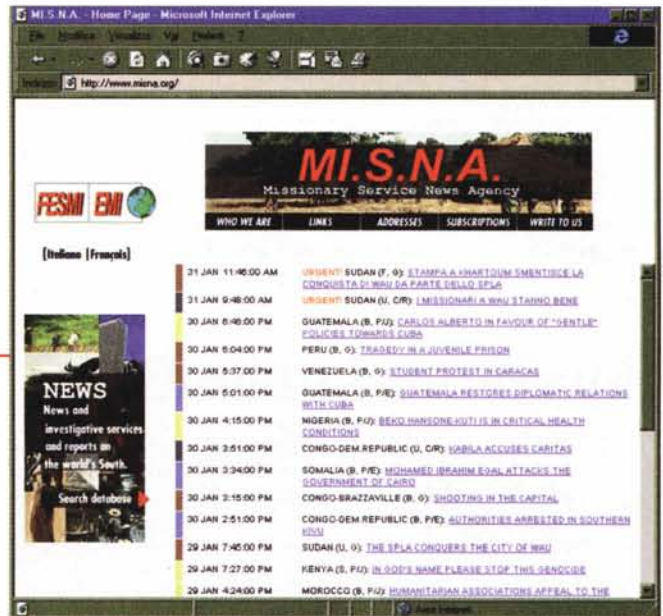 MI.S.N.A. - Home Page - Microsoft Internet Explorer
File Modifica Visualizza Vai Preferiti ?
Indirizzo http://www.misna.org/
MI.S.N.A.
Missionary Service News Agency
WHO WE ARE LINKS ADDRESSES SUBSCRIPTIONS WRITE TO US
FESMI EMI
[Italiano |Français]
NEWS
News and
investigative services
and reports on
the world's South.
Search database
31 JAN 11:46:00 AM URGENT! SUDAN (F, G): STAMPA A KHARTOUM SMENTISCE LA
CONQUISTA DI WAU DA PARTE DELLO SPLA
31 JAN 9:48:00 AM URGENT! SUDAN (U, C/R): I MISSIONARI A WAU STANNO BENE
30 JAN 8:46:00 PM GUATEMALA (B, P/J): CARLOS ALBERTO IN FAVOUR OF "GENTLE"
POLICIES TOWARDS CUBA
30 JAN 6:04:00 PM PERU (B, G): TRAGEDY IN A JUVENILE PRISON
30 JAN 5:37:00 PM VENEZUELA (B, G): STUDENT PROTEST IN CARACAS
30 JAN 5:01:00 PM GUATEMALA (B, P/E): GUATEMALA RESTORES DIPLOMATIC RELATIONS
WITH CUBA
30 JAN 4:15:00 PM NIGERIA (B, P/J): BEKO HANSONE-KUTI IS IN CRITICAL HEALTH
CONDITIONS
30 JAN 3:51:00 PM CONGO-DEM.REPUBLIC (U, C/R): KABILA ACCUSES CARITAS
30 JAN 3:34:00 PM SOMALIA (B, P/E): MOHAMED IBRAHIM EGAL ATTACKS THE
GOVERNMENT OF CAIRO
30 JAN 3:15:00 PM CONGO-BRAZZAVILLE (B, G): SHOOTING IN THE CAPITAL
30 JAN 2:51:00 PM CONGO-DEM.REPUBLIC (B, P/E): AUTHORITIES ARRESTED IN SOUTHERN
KIVU
29 JAN 7:45:00 PM SUDAN (U, G): THE SPLA CONQUERS THE CITY OF WAU
29 JAN 7:27:00 PM KENYA (S, P/J): IN GOD'S NAME PLEASE STOP THIS GENOCIDE
29 JAN 4:24:00 PM MOROCCO (B, P/J): HUMANITARIAN ASSOCIATIONS APPEAL TO THE
Area Internet